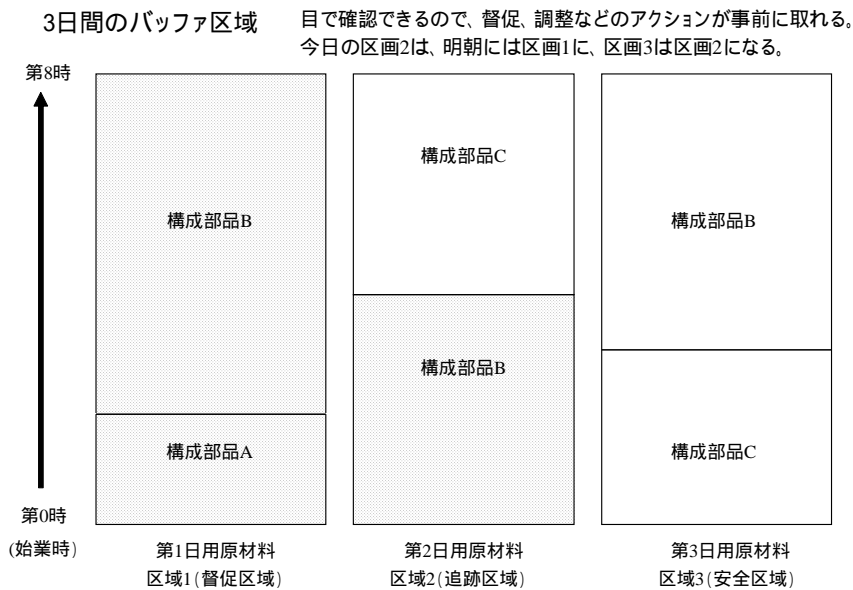 3日間のバッファ区域
目で確認できるので、督促、調整などのアクションが事前に取れる。
今日の区画2は、明朝には区画1に、区画3は区画2になる。
第8時
構成部品B
構成部品A
構成部品C
構成部品B
構成部品B
構成部品C
第0時
(始業時)
第1日用原材料
区域1(督促区域)
第2日用原材料
区域2(追跡区域)
第3日用原材料
区域3(安全区域)